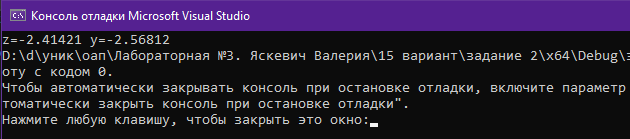 Консоль отладки Microsoft Visual Studio
z=-2.41421 y=-2.56812
D:\d\уник\оап\Лабораторная №3. Яскевич Валерия\15 вариант\задание 2\x64\Debug\
оту с кодом 0.
Чтобы автоматически закрывать консоль при остановке отладки, включите параметр
томатически закрыть консоль при остановке отладки".
Нажмите любую клавишу, чтобы закрыть это окно: